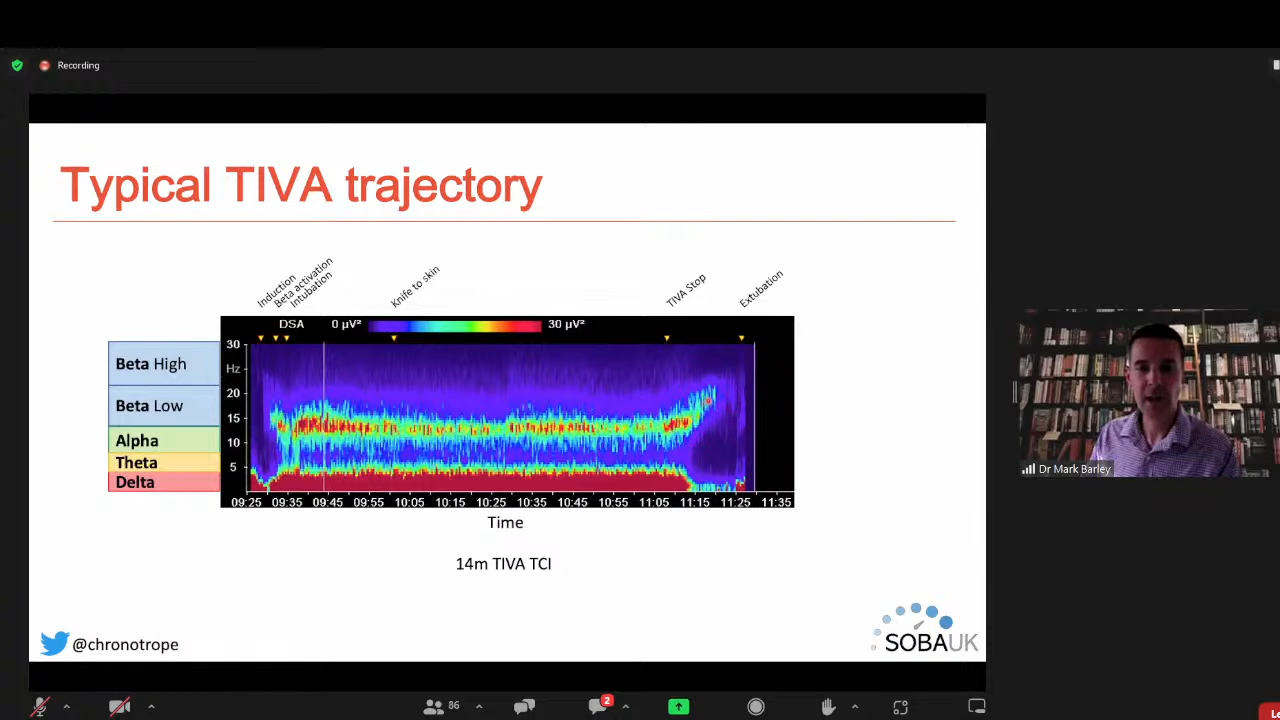 Recording
Typical TIVA trajectory
Induction
Beta activation
Intubation
Knife to skin
TIVA Stop
Extubation
DSA 0 µV² 30 µV²
Beta High
Beta Low
Alpha
Theta
Delta
30
Hz
20
15
10
5
09:25 09:35 09:45 09:55 10:05 10:15 10:25 10:35 10:45 10:55 11:05 11:15 11:25 11:35
Time
14m TIVA TCI
@chronotrope
SOBAUK
Dr Mark Barley
86
2